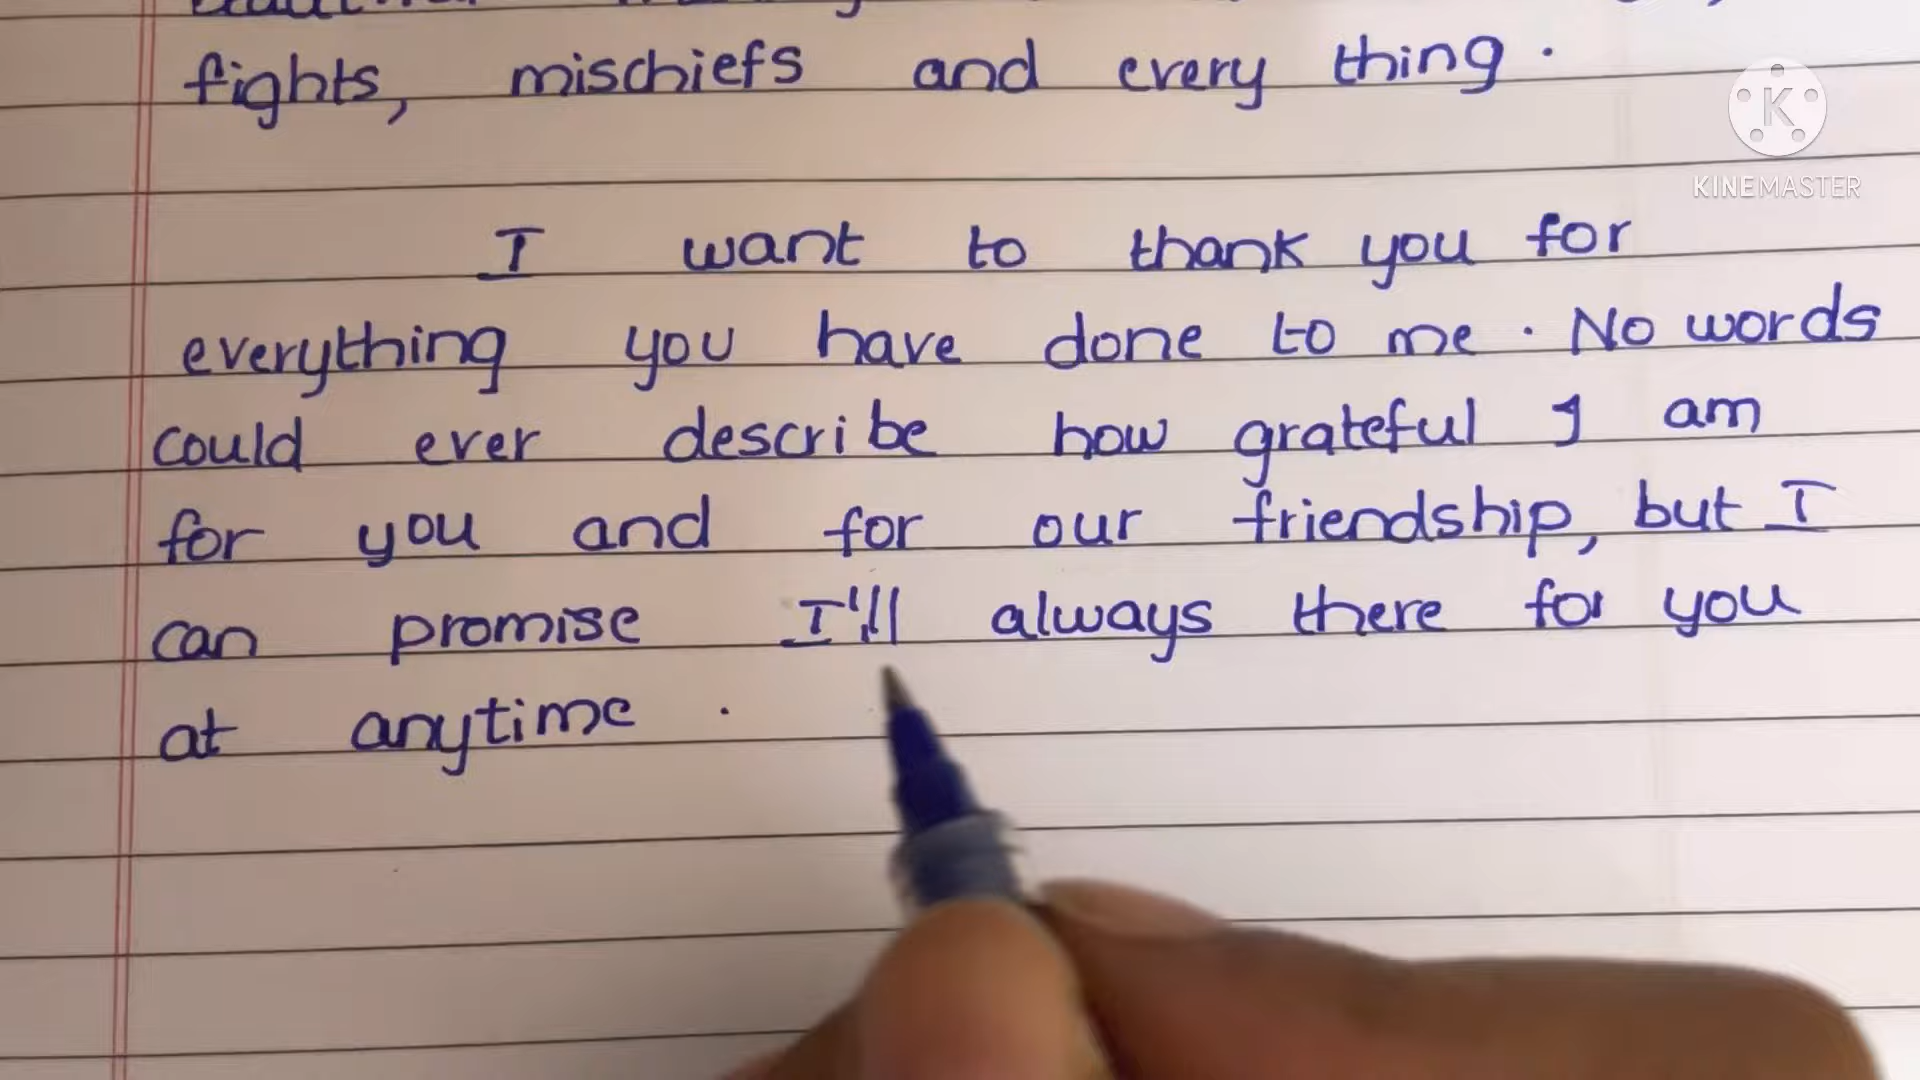 fights, mischiefs and every thing.
KINEMASTER
I want to thank you for
everything you have done to me. No words
could ever describe how grateful I am
for you and for our friendship, but I
can promise I'll always there for you
at anytime.